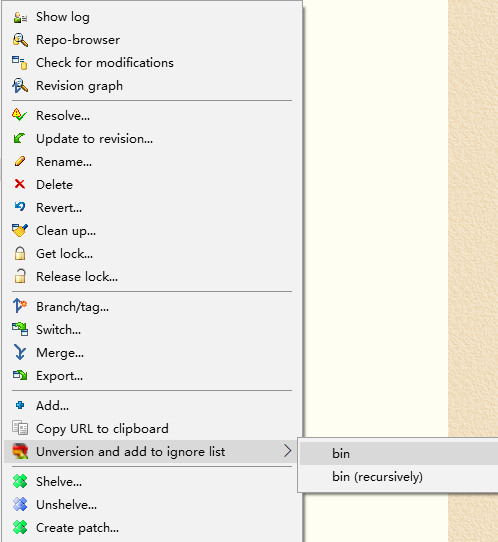 Show log
Repo-browser
Check for modifications
Revision graph
Resolve...
Update to revision...
Rename...
Delete
Revert...
Clean up...
Get lock...
Release lock...
Branch/tag...
Switch...
Merge...
Export...
Add...
Copy URL to clipboard
Unversion and add to ignore list
bin
bin (recursively)
Shelve...
Unshelve...
Create patch...